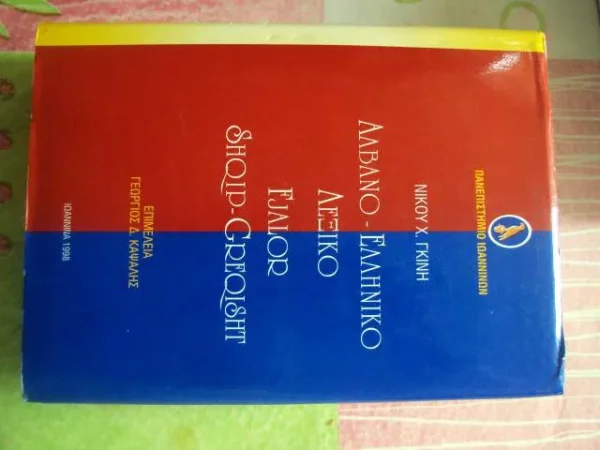 ΠΑΝΕΠΙΣΤΗΜΙΟ ΙΩΑΝΝΙΝΩΝ
ΝΙΚΟΥ Χ. ΓΚΙΝΗ
ΑΛΒΑΝΟ - ΕΛΛΗΝΙΚΟ
ΛΕΞΙΚΟ
FJALOR
SHQIP-GREQISHT
ΕΠΙΜΕΛΕΙΑ
ΓΕΩΡΓΙΟΣ Δ. ΚΑΨΑΛΗΣ
ΙΩΑΝΝΙΝΑ 1998